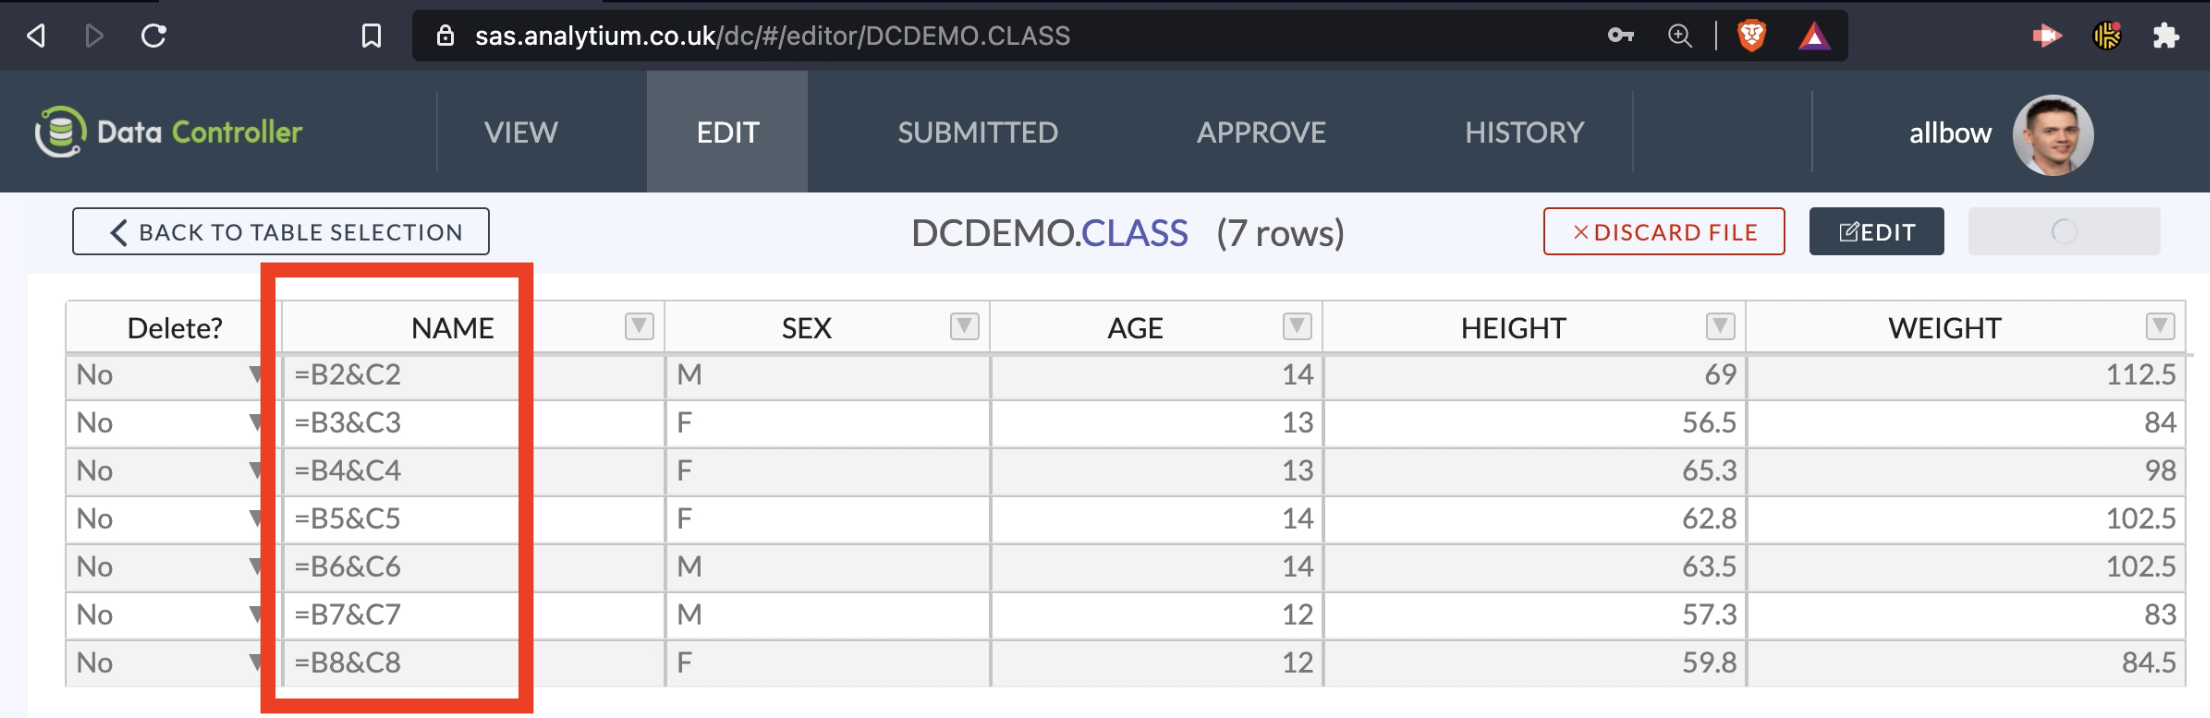 sas.analytium.co.uk/dc/#/editor/DCDEMO.CLASS
Data Controller VIEW EDIT SUBMITTED APPROVE HISTORY allbow
BACK TO TABLE SELECTION DCDEMO.CLASS (7 rows) ×DISCARD FILE EDIT
Delete? NAME SEX AGE HEIGHT WEIGHT
No =B2&C2 M 14 69 112.5
No =B3&C3 F 13 56.5 84
No =B4&C4 F 13 65.3 98
No =B5&C5 F 14 62.8 102.5
No =B6&C6 M 14 63.5 102.5
No =B7&C7 M 12 57.3 83
No =B8&C8 F 12 59.8 84.5